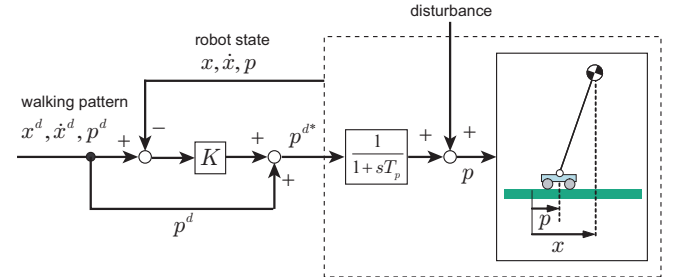 disturbance
robot state
x, ẋ, p
walking pattern
x^d, ẋ^d, p^d
+
−
K
+
+
p^{d*}
1
1+sT_p
+
+
p
p^d
p
x